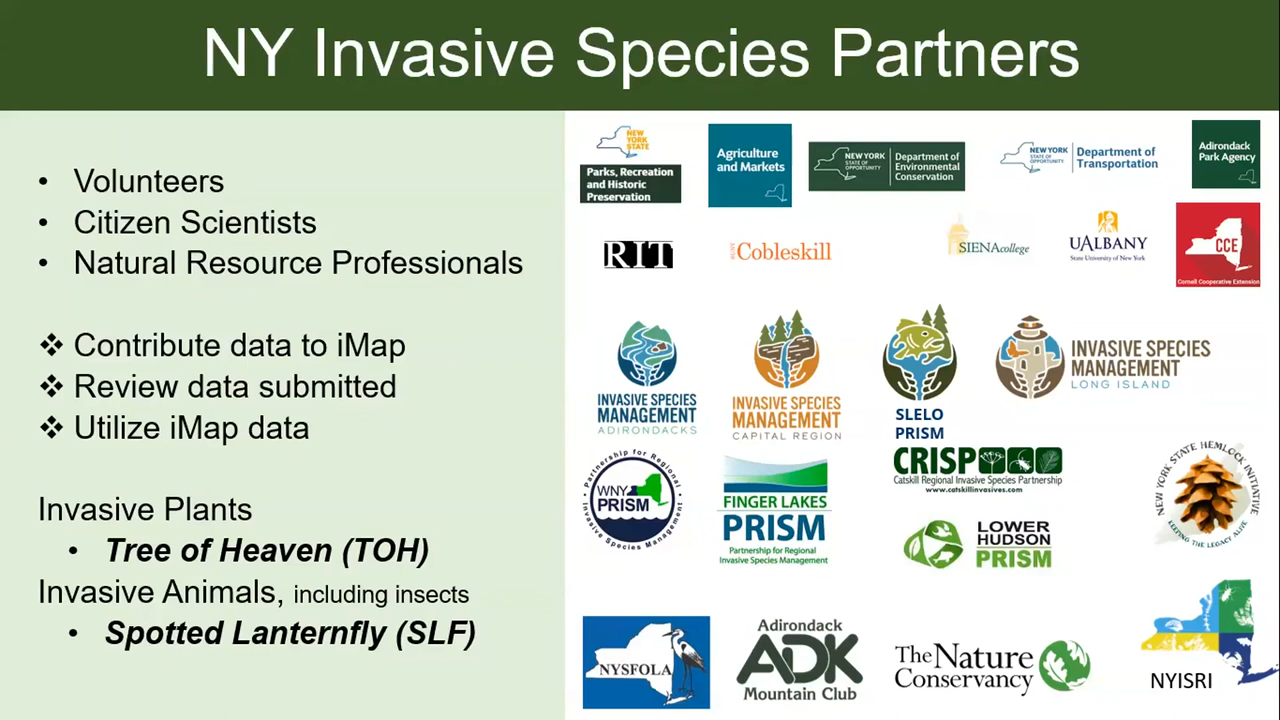 NY Invasive Species Partners
• Volunteers
• Citizen Scientists
• Natural Resource Professionals
❖ Contribute data to iMap
❖ Review data submitted
❖ Utilize iMap data
Invasive Plants
• Tree of Heaven (TOH)
Invasive Animals, including insects
• Spotted Lanternfly (SLF)
NEW
YORK
STATE
Parks, Recreation
and Historic
Preservation
Agriculture
and Markets
NEW YORK
STATE OF
OPPORTUNITY
Department of
Environmental
Conservation
NEW YORK
STATE OF
OPPORTUNITY
Department of
Transportation
Adirondack
Park Agency
RIT
SUNY Cobleskill
SIENAcollege
UALBANY
State University of New York
CCE
Cornell Cooperative Extension
INVASIVE SPECIES
MANAGEMENT
ADIRONDACKS
INVASIVE SPECIES
MANAGEMENT
CAPITAL REGION
SLELO
PRISM
INVASIVE SPECIES
MANAGEMENT
LONG ISLAND
Partnership for Regional
WNY
PRISM
Invasive Species Management
FINGER LAKES
PRISM
Partnership for Regional
Invasive Species Management
CRISP
Catskill Regional Invasive Species Partnership
www.catskillinvasives.com
LOWER
HUDSON
PRISM
NEW YORK STATE HEMLOCK INITIATIVE
KEEPING THE LEGACY ALIVE
NYSFOLA
Adirondack
ADK
Mountain Club
The Nature
Conservancy
NYISRI